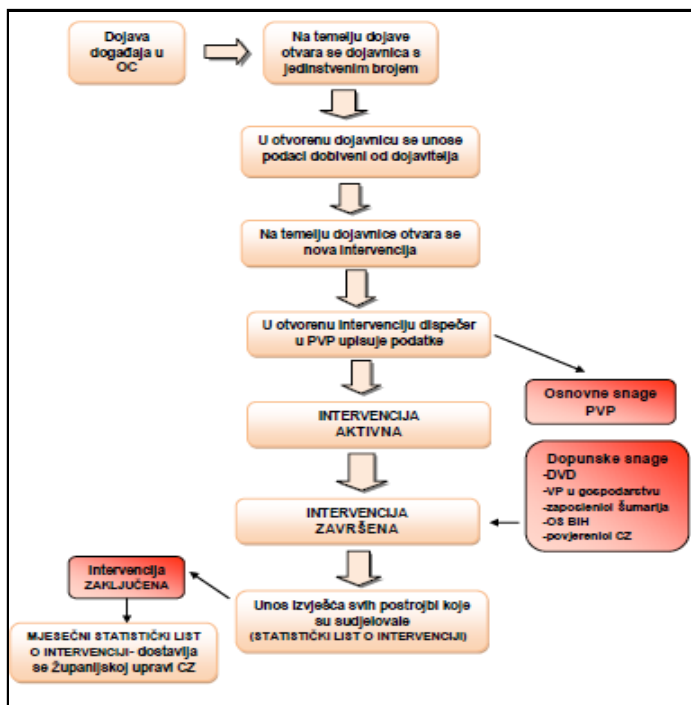 Dojava
događaja u
OC
Na temelju dojave
otvara se dojavnica s
jedinstvenim brojem
U otvorenu dojavnicu se unose
podaci dobiveni od dojavitelja
Na temelju dojavnice otvara se
nova intervencija
U otvorenu intervenciju dispečer
u PVP upisuje podatke
Osnovne snage
PVP
INTERVENCIJA
AKTIVNA
Dopunske snage
-DVD
-VP u gospodarstvu
-zaposlenici šumarija
-OS BIH
-povjerenici CZ
INTERVENCIJA
ZAVRŠENA
Intervencija
ZAKLJUČENA
Unos izvješća svih postrojbi koje
su sudjelovale
(STATISTIČKI LIST O INTERVENCIJI)
MJESEČNI STATISTIČKI LIST
O INTERVENCIJI- dostavlja
se Županijskoj upravi CZ